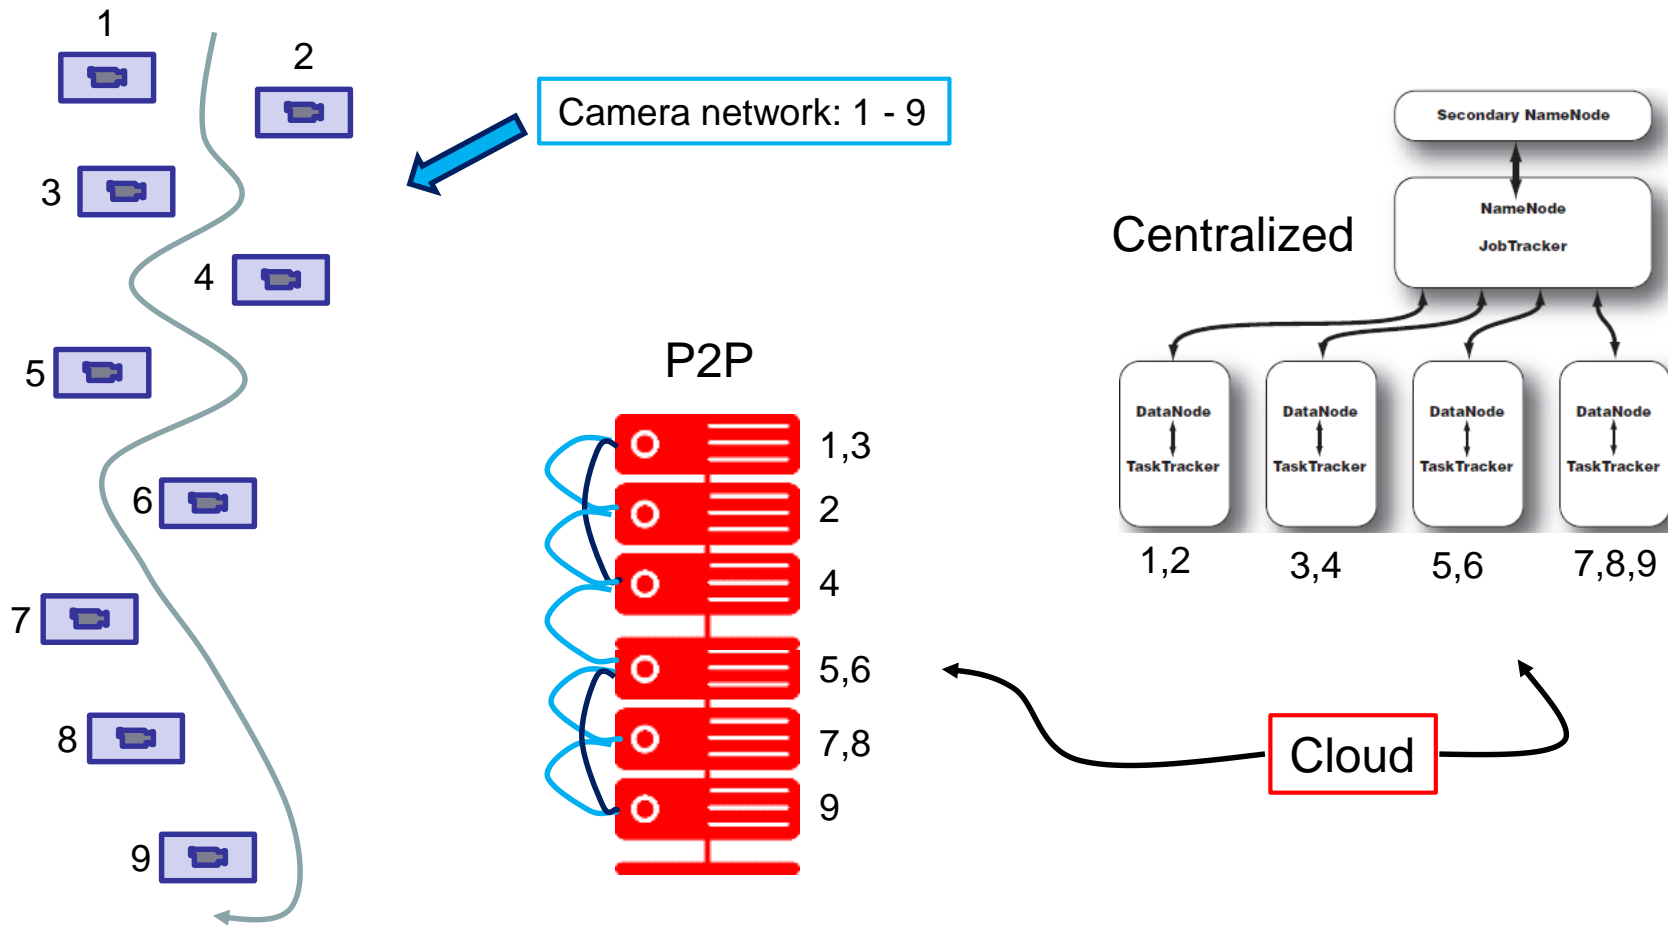 1
2
Camera network: 1 - 9
3
4
5
6
7
8
9
P2P
1,3
2
4
5,6
7,8
9
Centralized
Secondary NameNode
NameNode
JobTracker
DataNode
TaskTracker
DataNode
TaskTracker
DataNode
TaskTracker
DataNode
TaskTracker
1,2
3,4
5,6
7,8,9
Cloud